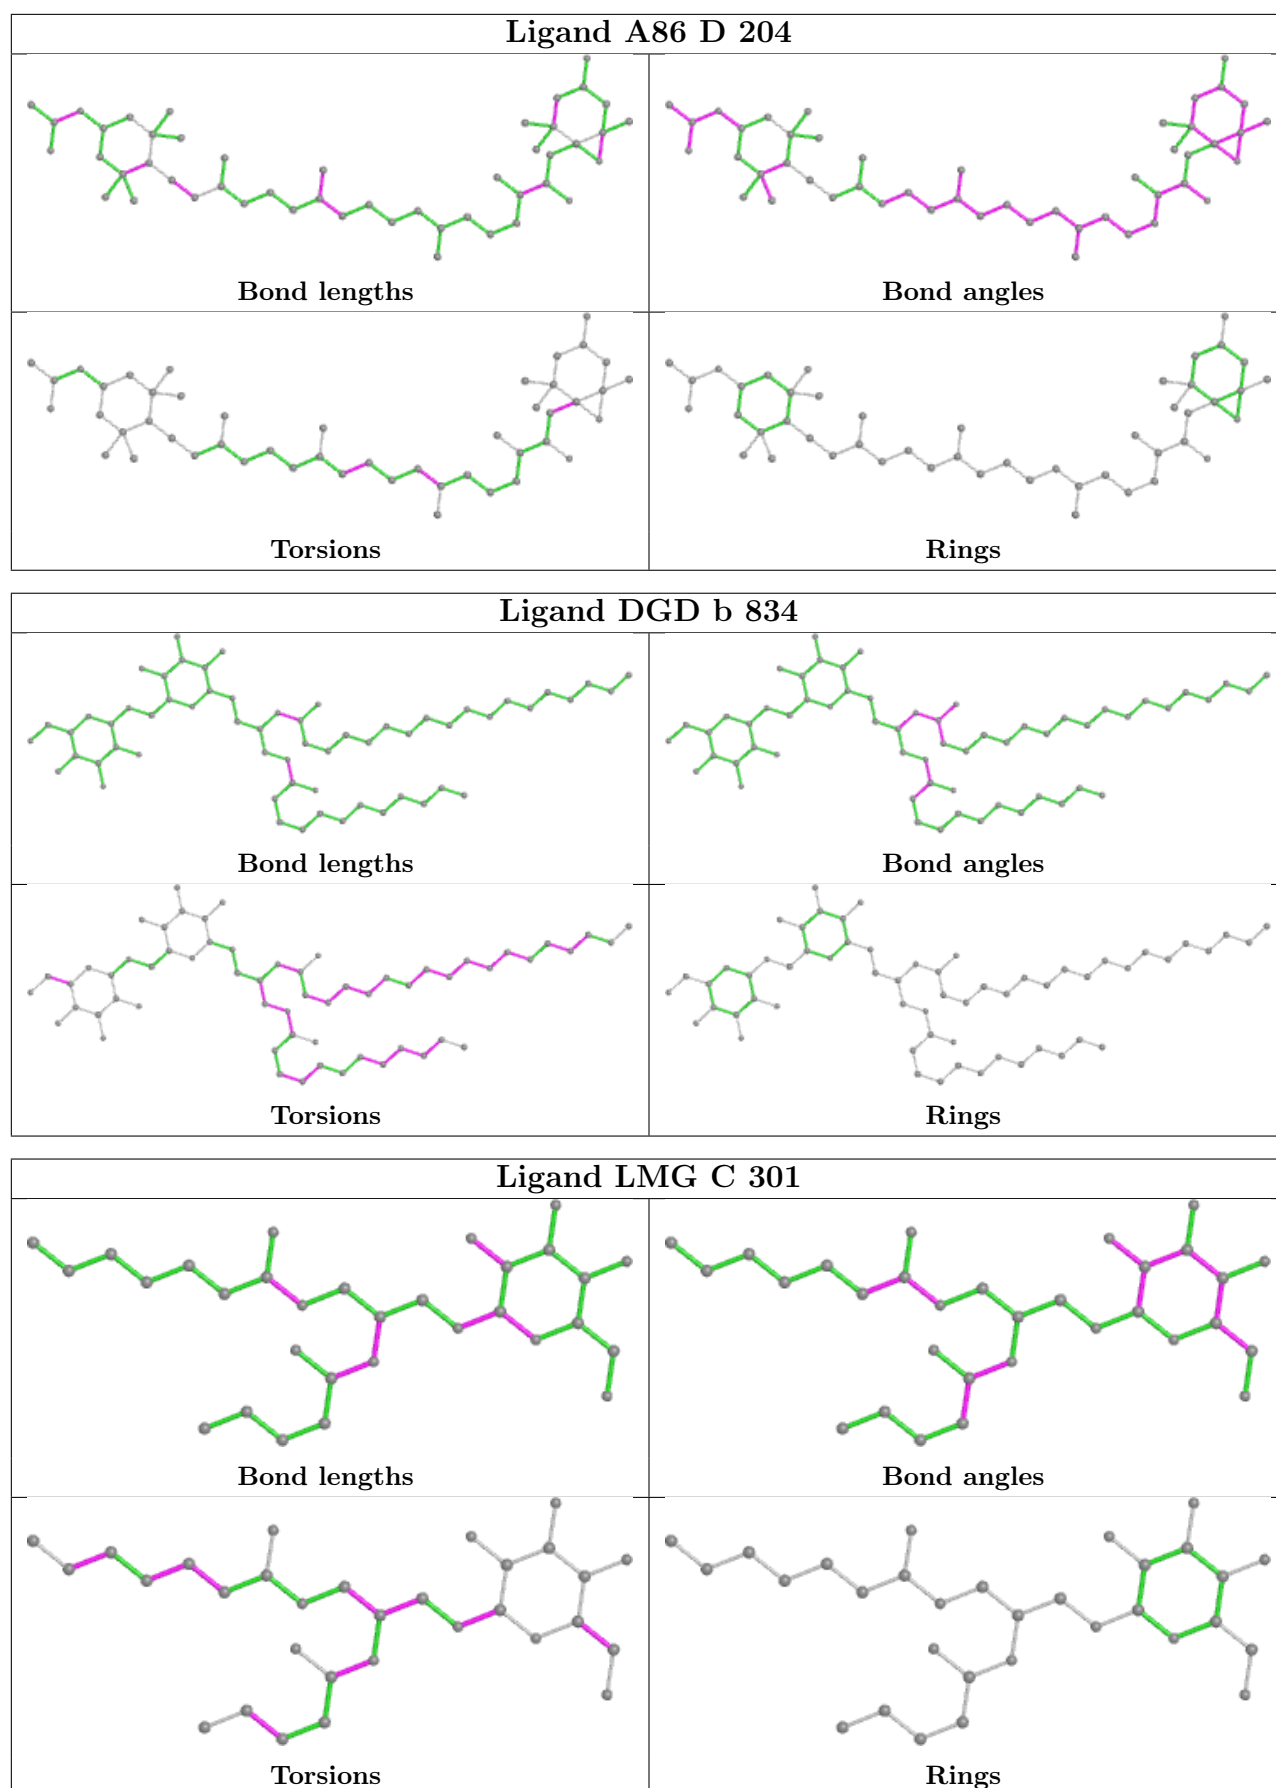 Ligand A86 D 204
Bond lengths
Bond angles
Torsions
Rings
Ligand DGD b 834
Bond lengths
Bond angles
Torsions
Rings
Ligand LMG C 301
Bond lengths
Bond angles
Torsions
Rings